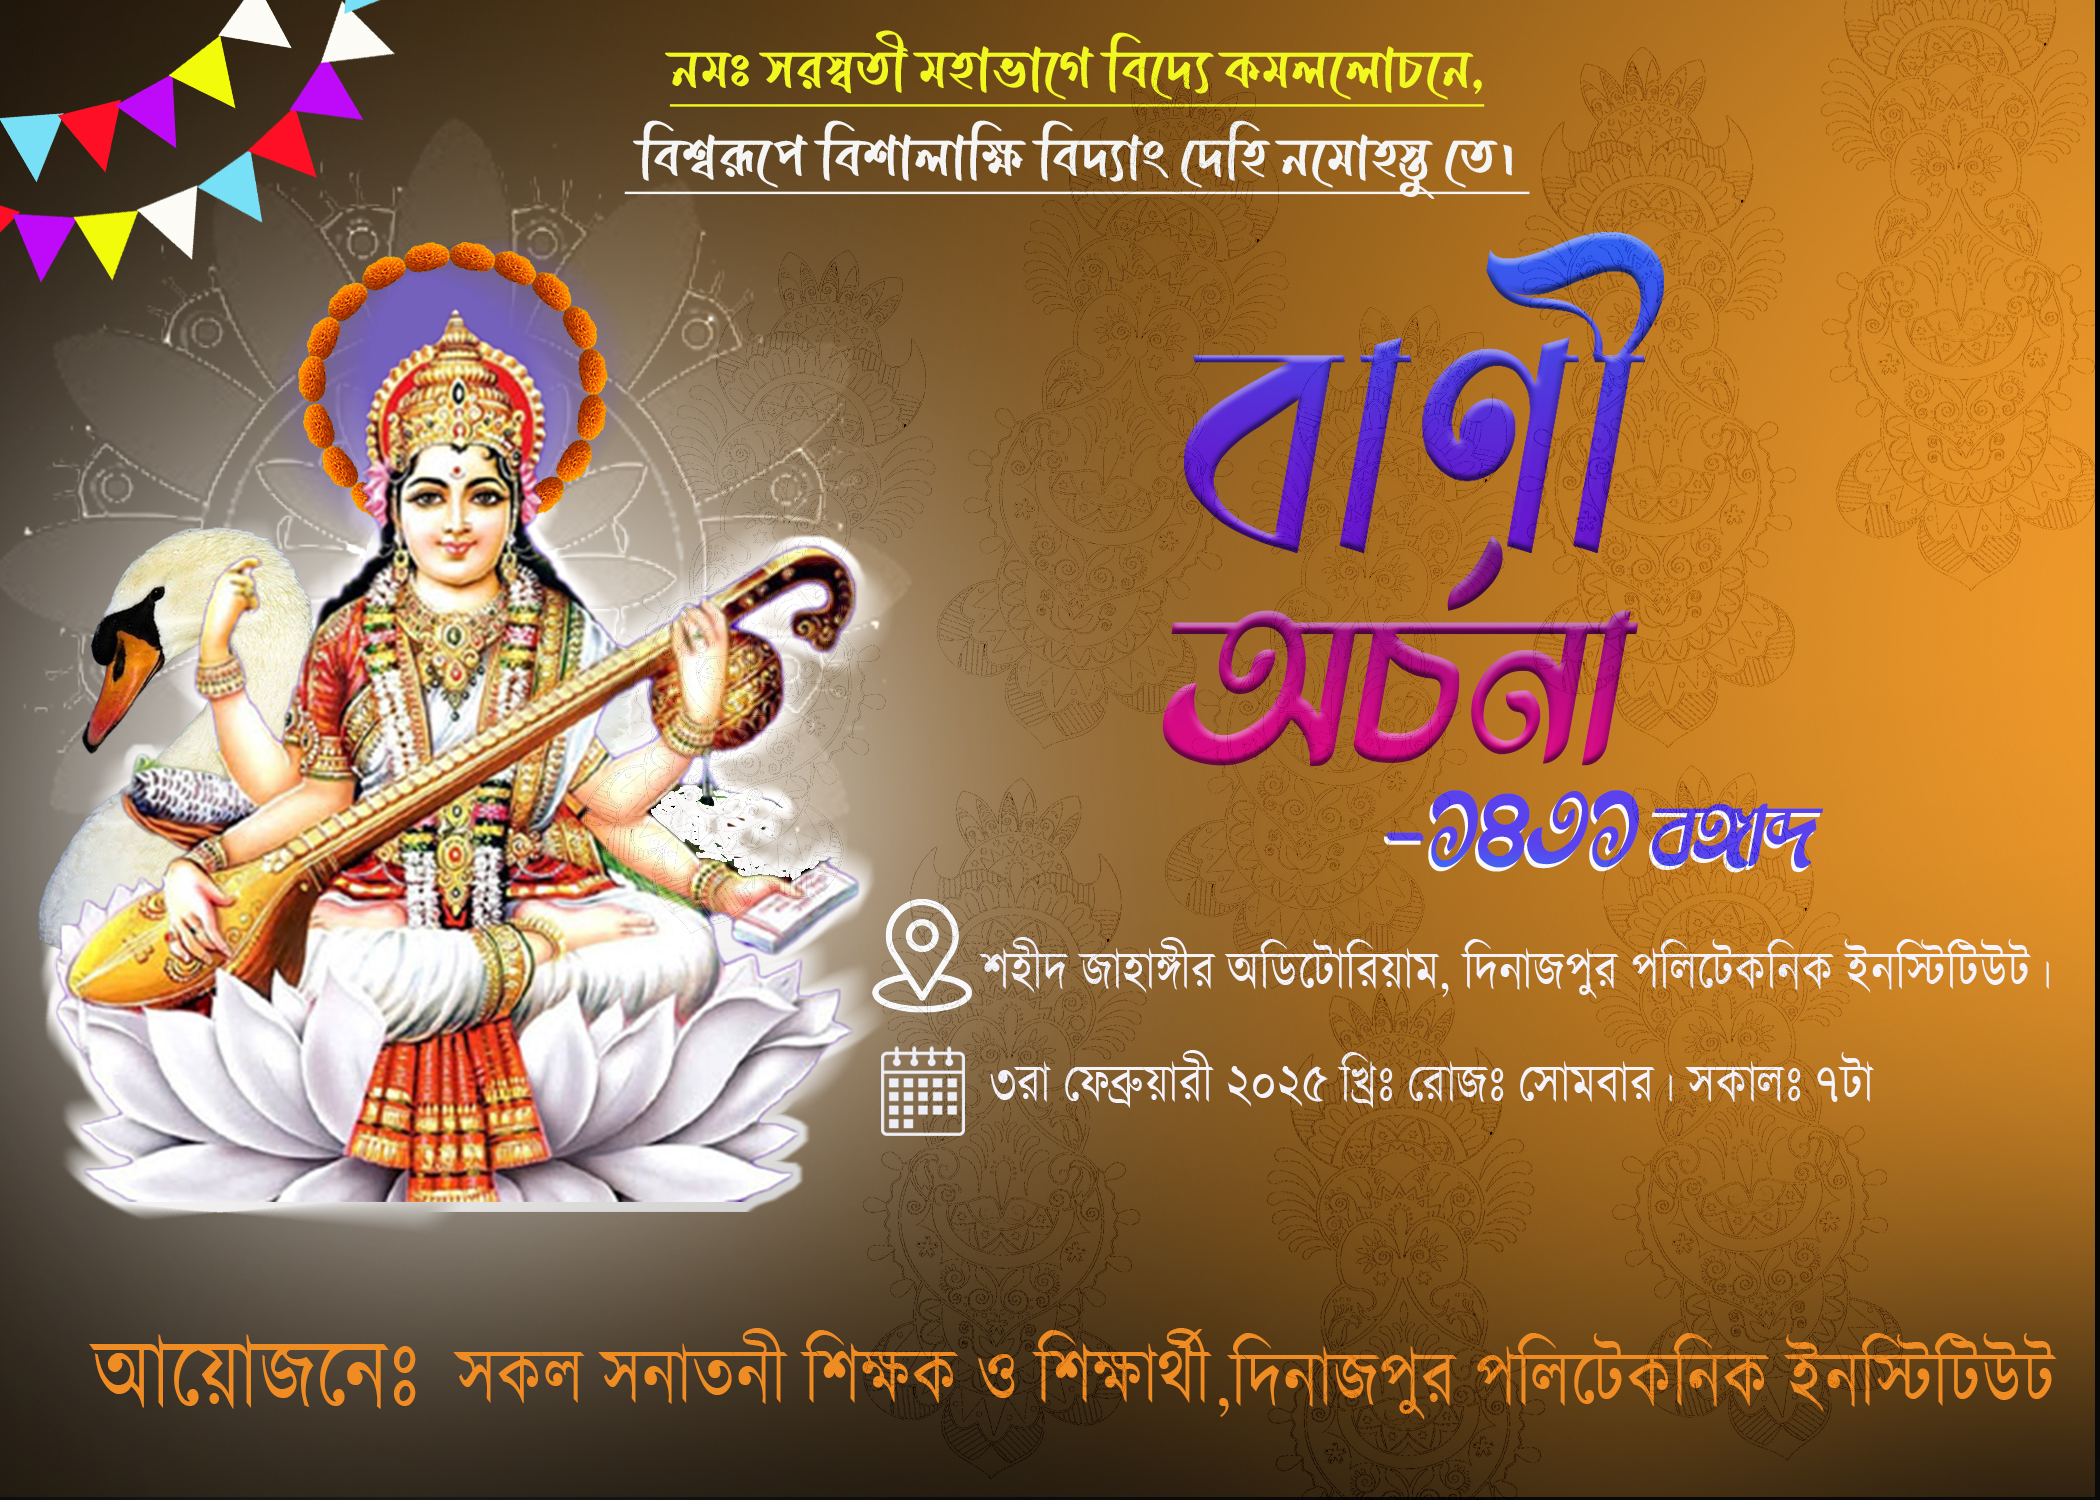 নমঃ সরস্বতী মহাভাগে বিদ্যে কমললোচনে,
বিশ্বরূপে বিশালাক্ষি বিদ্যাং দেহি নমোহস্তু তে।
বাণী
অর্চনা
-১৪৩১ বঙ্গাব্দ
শহীদ জাহাঙ্গীর অডিটোরিয়াম, দিনাজপুর পলিটেকনিক ইনস্টিটিউট।
৩রা ফেব্রুয়ারী ২০২৫ খ্রিঃ রোজঃ সোমবার। সকালঃ ৭টা
আয়োজনেঃ সকল সনাতনী শিক্ষক ও শিক্ষার্থী,দিনাজপুর পলিটেকনিক ইনস্টিটিউট